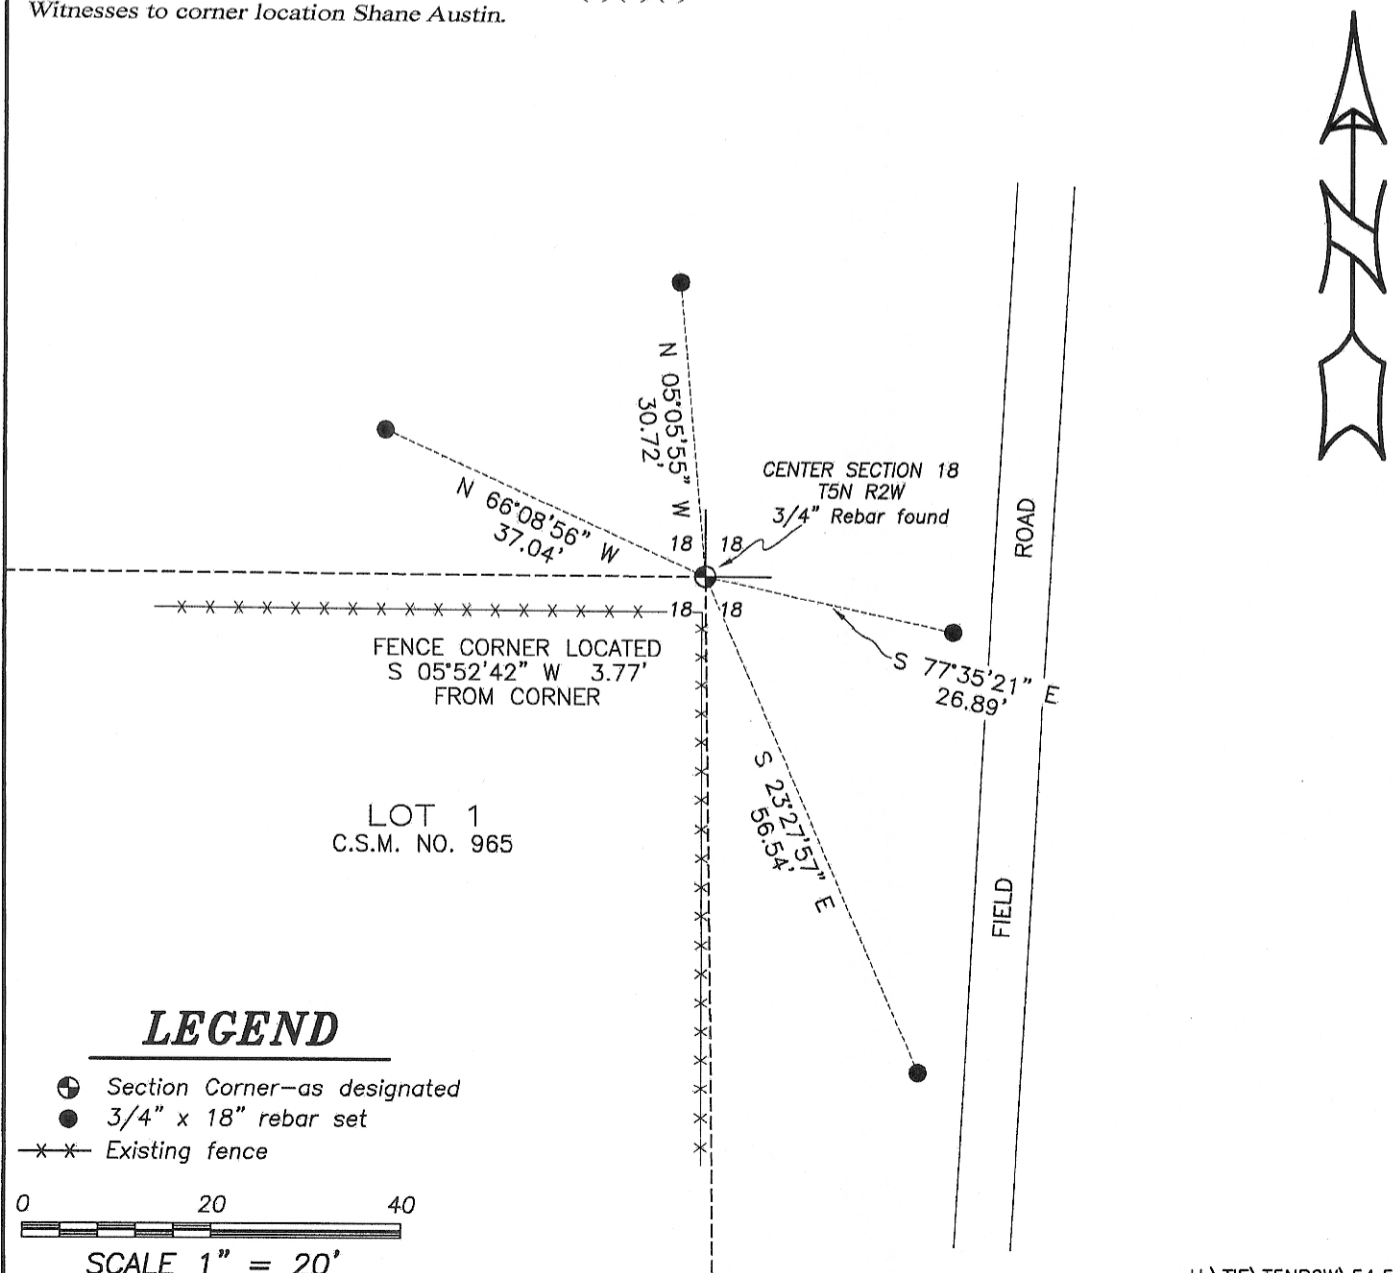 Witnesses to corner location Shane Austin.
N 05°05'55" W
30.72'
N 66°08'56" W
37.04'
CENTER SECTION 18
T5N R2W
3/4" Rebar found
18 18
18 18
ROAD
FENCE CORNER LOCATED
S 05°52'42" W 3.77'
FROM CORNER
S 77°35'21" E
26.89'
S 23°27'57" E
56.54'
LOT 1
C.S.M. NO. 965
FIELD
LEGEND
Section Corner-as designated
3/4" x 18" rebar set
Existing fence
0 20 40
SCALE 1" = 20'